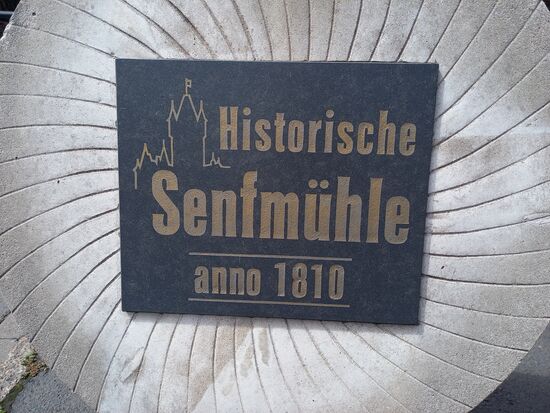 Historische
Senfmühle
anno 1810